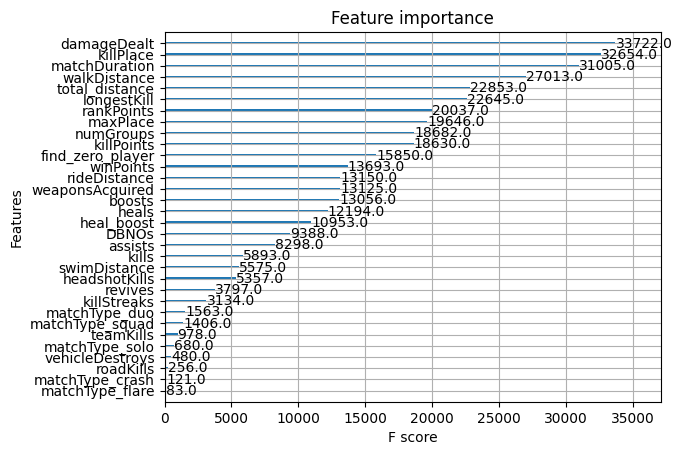 Feature importance
damageDealt 33722.0
killPlace 32654.0
matchDuration 31005.0
walkDistance 27013.0
total_distance 22853.0
longestKill 22645.0
rankPoints 20037.0
maxPlace 19646.0
numGroups 18682.0
killPoints 18630.0
find_zero_player 15850.0
winPoints 13693.0
rideDistance 13150.0
weaponsAcquired 13125.0
boosts 13056.0
heals 12194.0
heal_boost 10953.0
DBNOs 9388.0
assists 8298.0
kills 5893.0
swimDistance 5575.0
headshotKills 5357.0
revives 3797.0
killStreaks 3134.0
matchType_duo 1563.0
matchType_squad 1406.0
teamKills 978.0
matchType_solo 680.0
vehicleDestroys 480.0
roadKills 256.0
matchType_crash 121.0
matchType_flare 83.0
Features
0 5000 10000 15000 20000 25000 30000 35000
F score